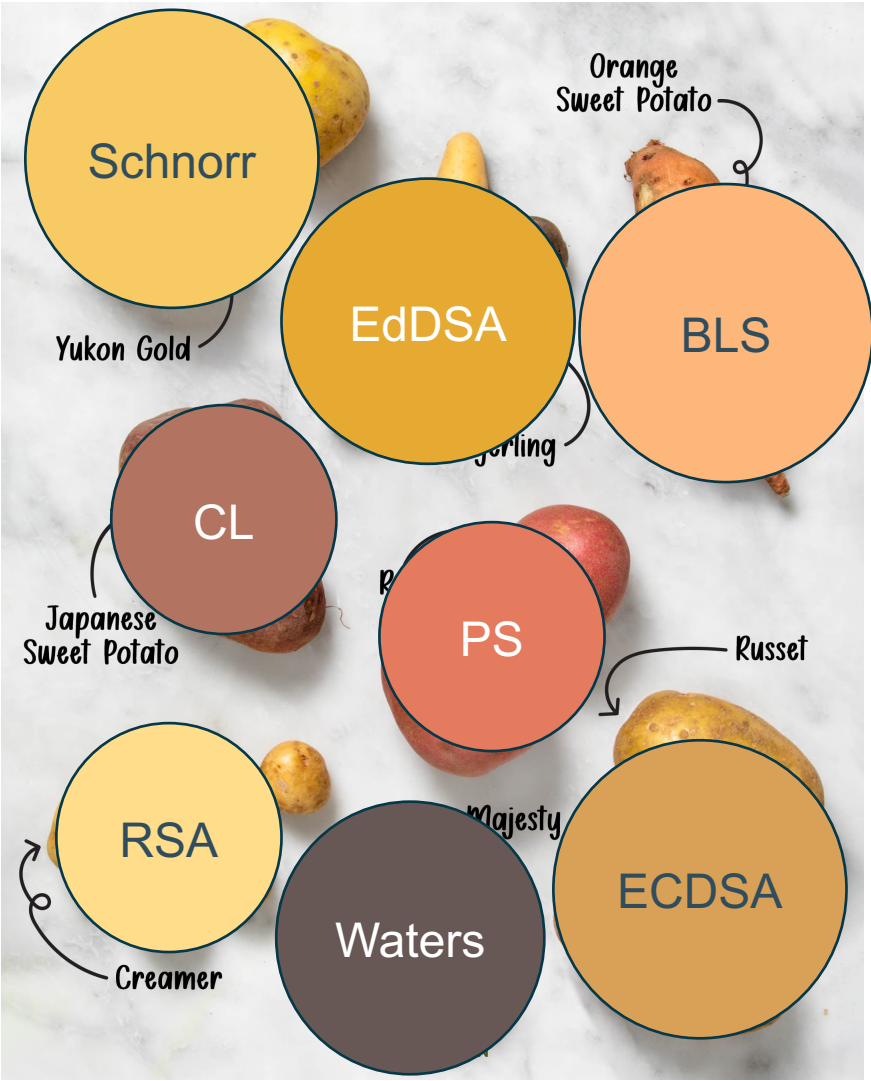 Orange
Sweet Potato
Schnorr
EdDSA
BLS
Yukon Gold
CL
Japanese
Sweet Potato
PS
Russet
Majesty
RSA
ECDSA
Waters
Creamer